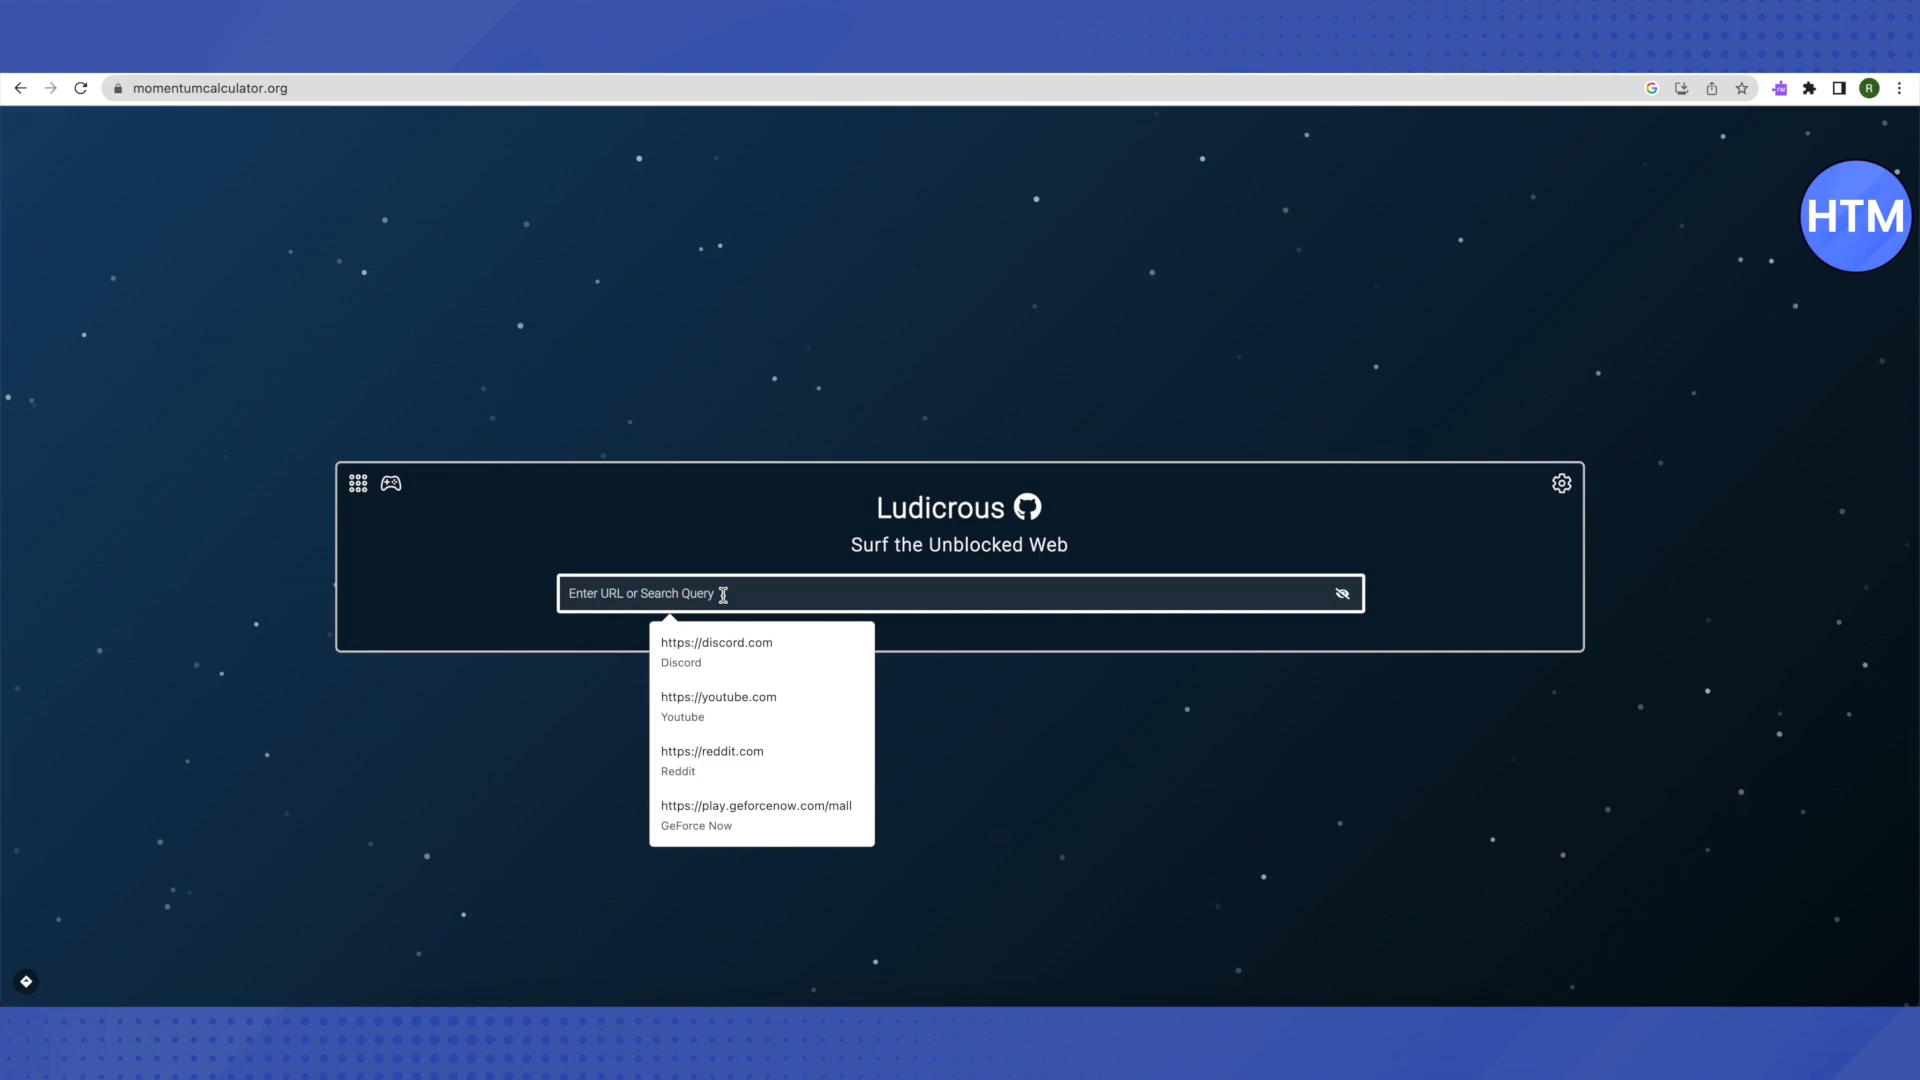 momentumcalculator.org
R
HTM
Ludicrous
Surf the Unblocked Web
Enter URL or Search Query
https://discord.com
Discord
https://youtube.com
Youtube
https://reddit.com
Reddit
https://play.geforcenow.com/mall
GeForce Now